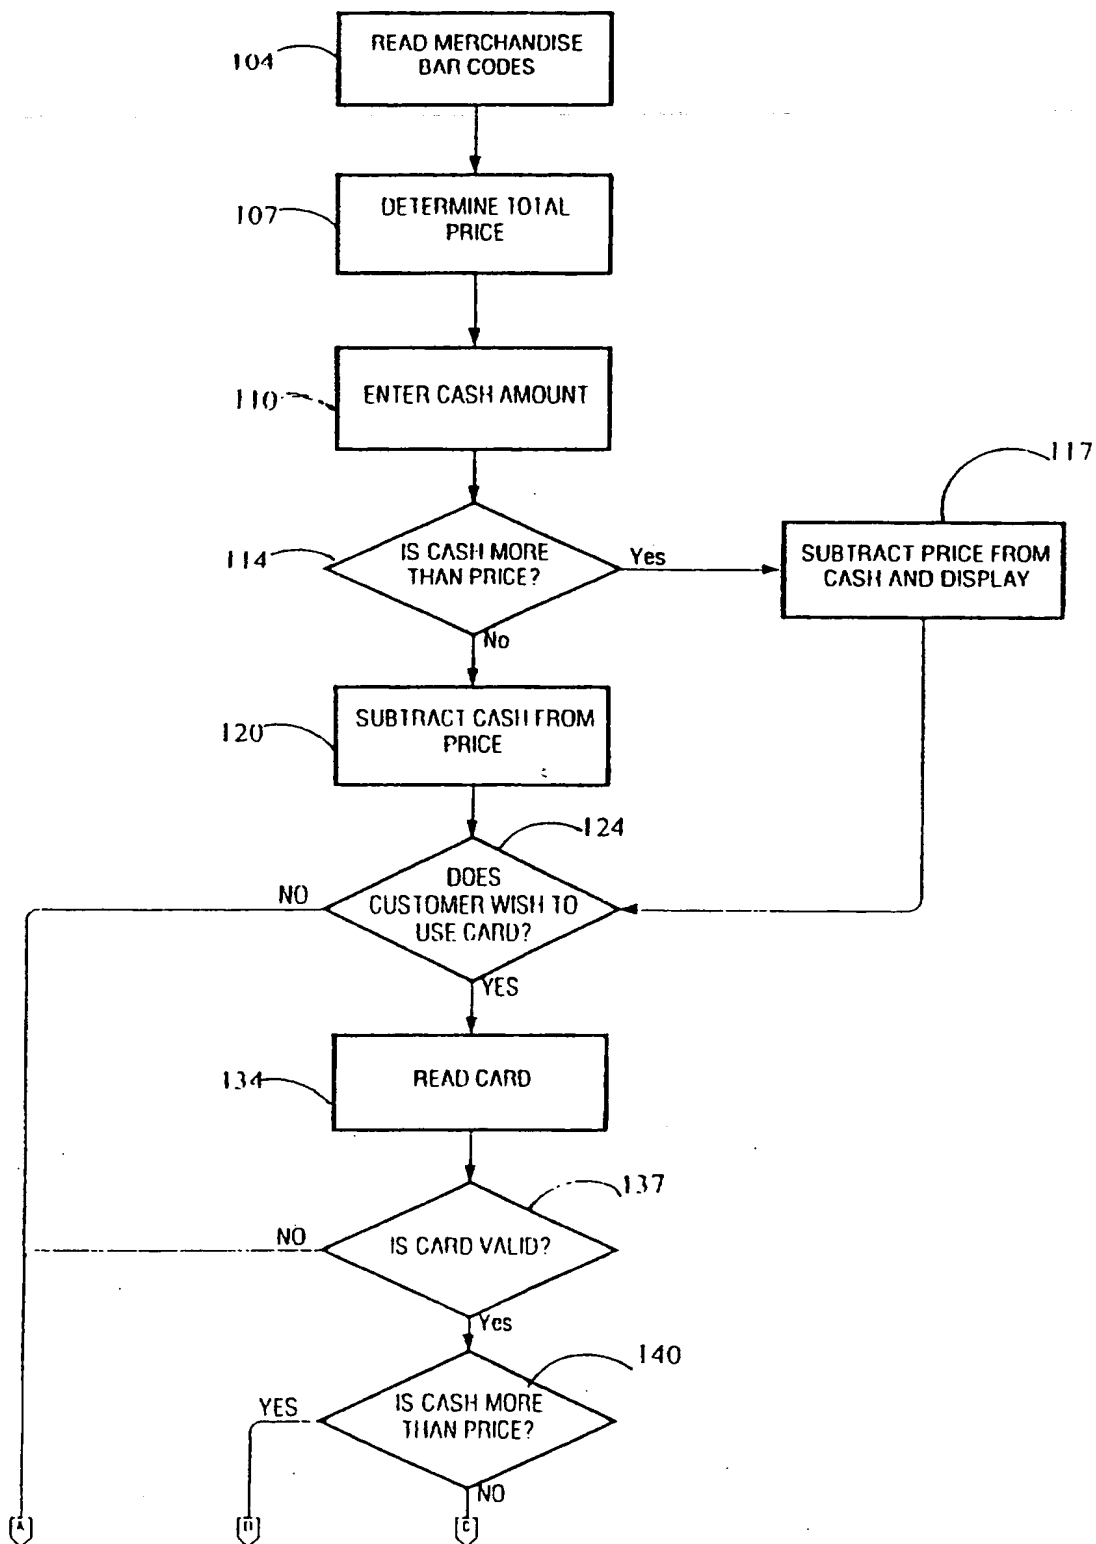 READ MERCHANDISE
BAR CODES
104
DETERMINE TOTAL
PRICE
107
ENTER CASH AMOUNT
110
117
IS CASH MORE
THAN PRICE?
114
Yes
SUBTRACT PRICE FROM
CASH AND DISPLAY
No
SUBTRACT CASH FROM
PRICE
120
124
DOES
CUSTOMER WISH TO
USE CARD?
NO
YES
READ CARD
134
137
NO
IS CARD VALID?
Yes
140
YES
IS CASH MORE
THAN PRICE?
NO
A
C